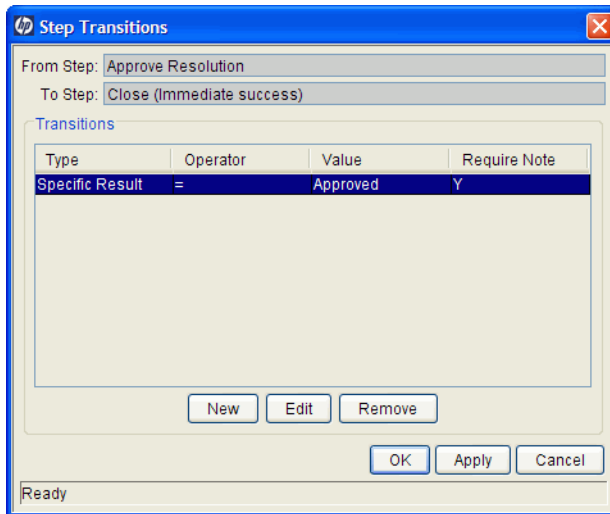 hp Step Transitions
From Step: Approve Resolution
To Step: Close (Immediate success)
Transitions
Type Operator Value Require Note
Specific Result = Approved Y
New Edit Remove
OK Apply Cancel
Ready